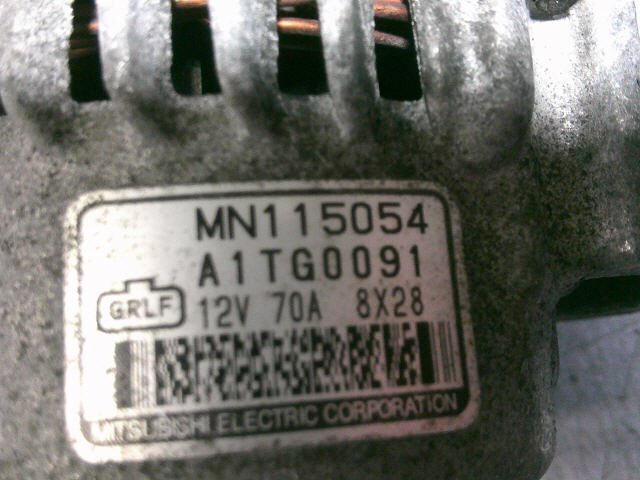 MN115054
A1TG0091
GRLF 12V 70A 8X28
MITSUBISHI ELECTRIC CORPORATION